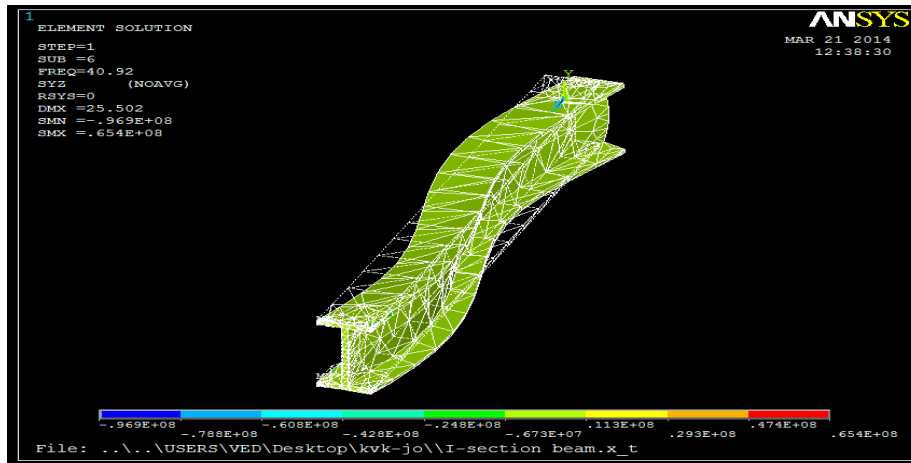 1
ELEMENT SOLUTION
STEP=1
SUB =6
FREQ=40.92
SYZ (NOAVG)
RSYS=0
DMX =25.502
SMN =-.969E+08
SMX =.654E+08
ANSYS
MAR 21 2014
12:38:30
Y
-.969E+08 -.608E+08 -.248E+08 .113E+08 .474E+08
-.788E+08 -.428E+08 -.673E+07 .293E+08 .654E+08
File: ..\..\USERS\VED\Desktop\kvk-jo\\I-section beam.x_t